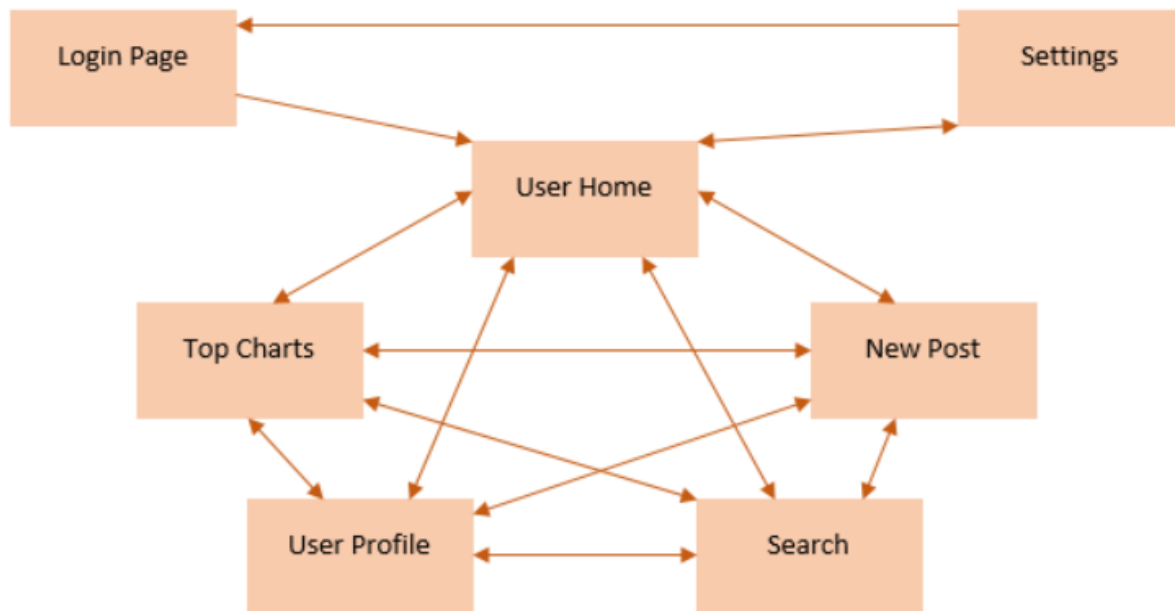 Login Page
Settings
User Home
Top Charts
New Post
User Profile
Search